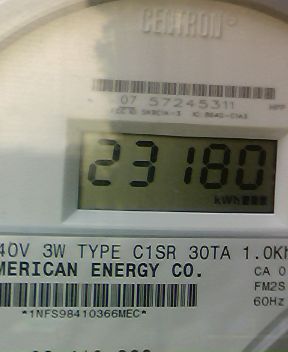 CENTRON
07 57245311
23180
kWh
40V 3W TYPE C1SR 30TA 1.0Kh
MERICAN ENERGY CO.
CA 0
FM2S
60Hz
*1NFS98410366MEC*